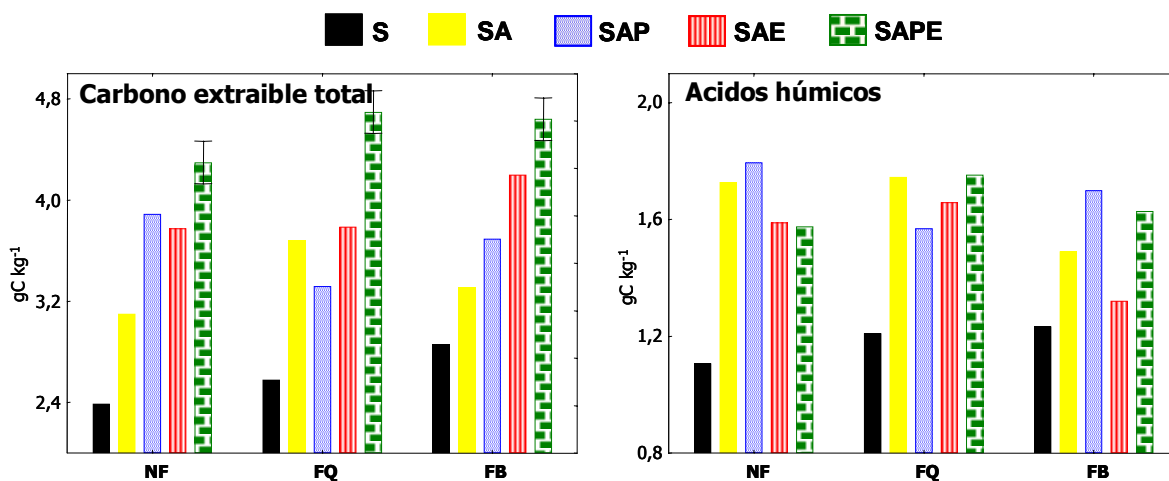 S SA SAP SAE SAPE
Carbono extraible total
4,8
4,0
3,2
2,4
gC kg-1
NF FQ FB
Acidos húmicos
2,0
1,6
1,2
0,8
gC kg-1
NF FQ FB